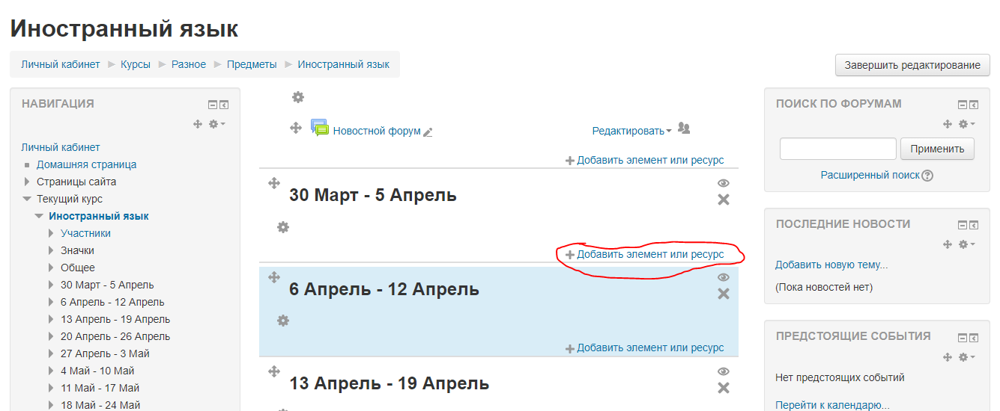 Иностранный язык
Личный кабинет Курсы Разное Предметы Иностранный язык
Завершить редактирование
НАВИГАЦИЯ
Личный кабинет
Домашняя страница
Страницы сайта
Текущий курс
Иностранный язык
Участники
Значки
Общее
30 Март - 5 Апрель
6 Апрель - 12 Апрель
13 Апрель - 19 Апрель
20 Апрель - 26 Апрель
27 Апрель - 3 Май
4 Май - 10 Май
11 Май - 17 Май
18 Май - 24 Май
Новостной форум Редактировать
Добавить элемент или ресурс
30 Март - 5 Апрель
Добавить элемент или ресурс
6 Апрель - 12 Апрель
Добавить элемент или ресурс
13 Апрель - 19 Апрель
ПОИСК ПО ФОРУМАМ
Применить
Расширенный поиск
ПОСЛЕДНИЕ НОВОСТИ
Добавить новую тему...
(Пока новостей нет)
ПРЕДСТОЯЩИЕ СОБЫТИЯ
Нет предстоящих событий
Перейти к календарю...